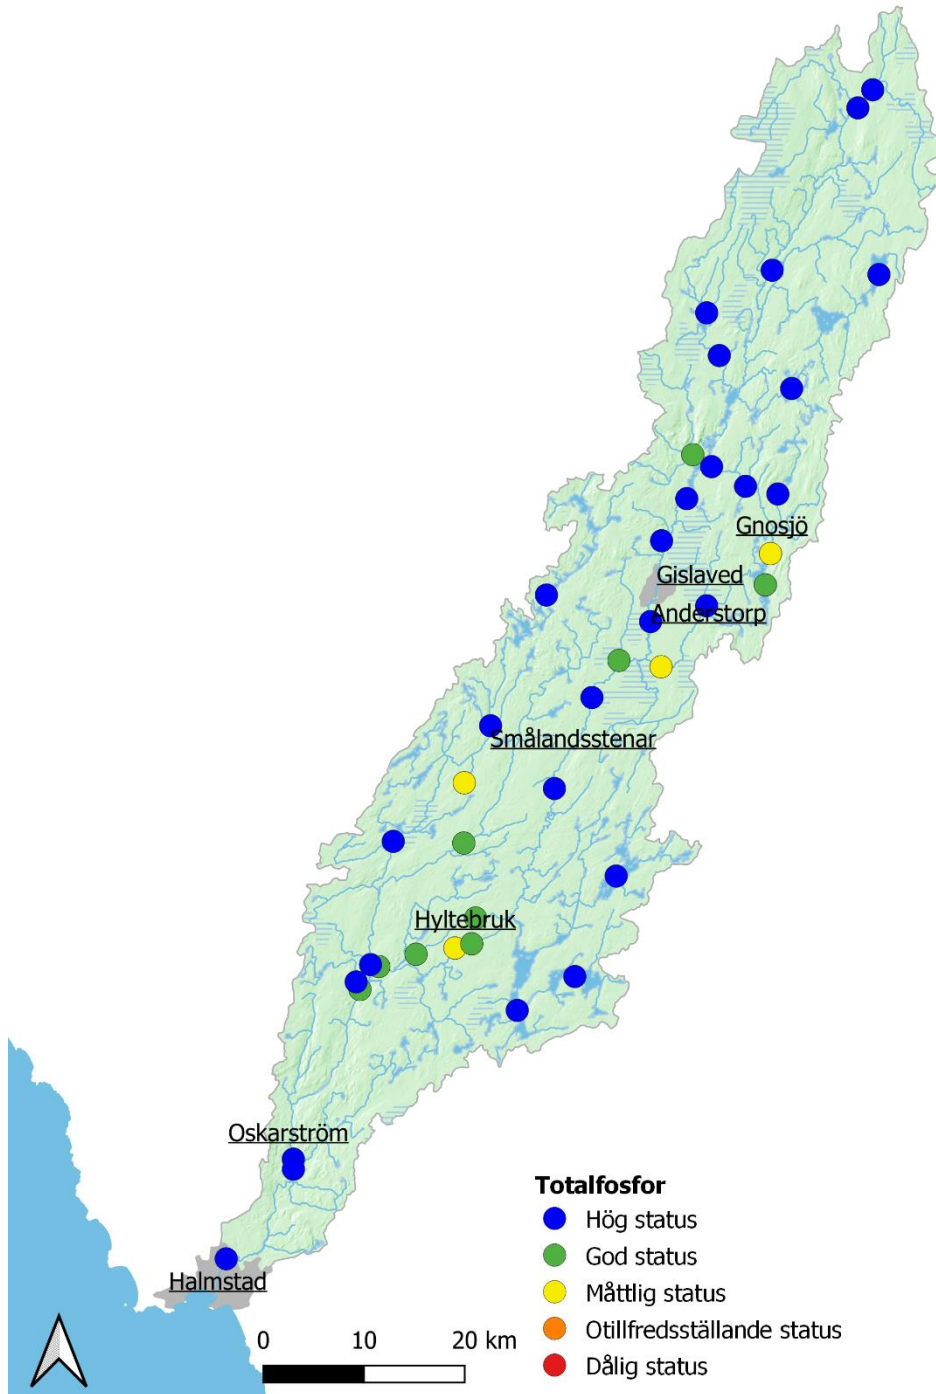 Gnosjö
Gislaved
Anderstorp
Smålandsstenar
Hyltebruk
Oskarström
Halmstad
Totalfosfor
Hög status
God status
Måttlig status
Otillfredsställande status
Dålig status
0 10 20 km